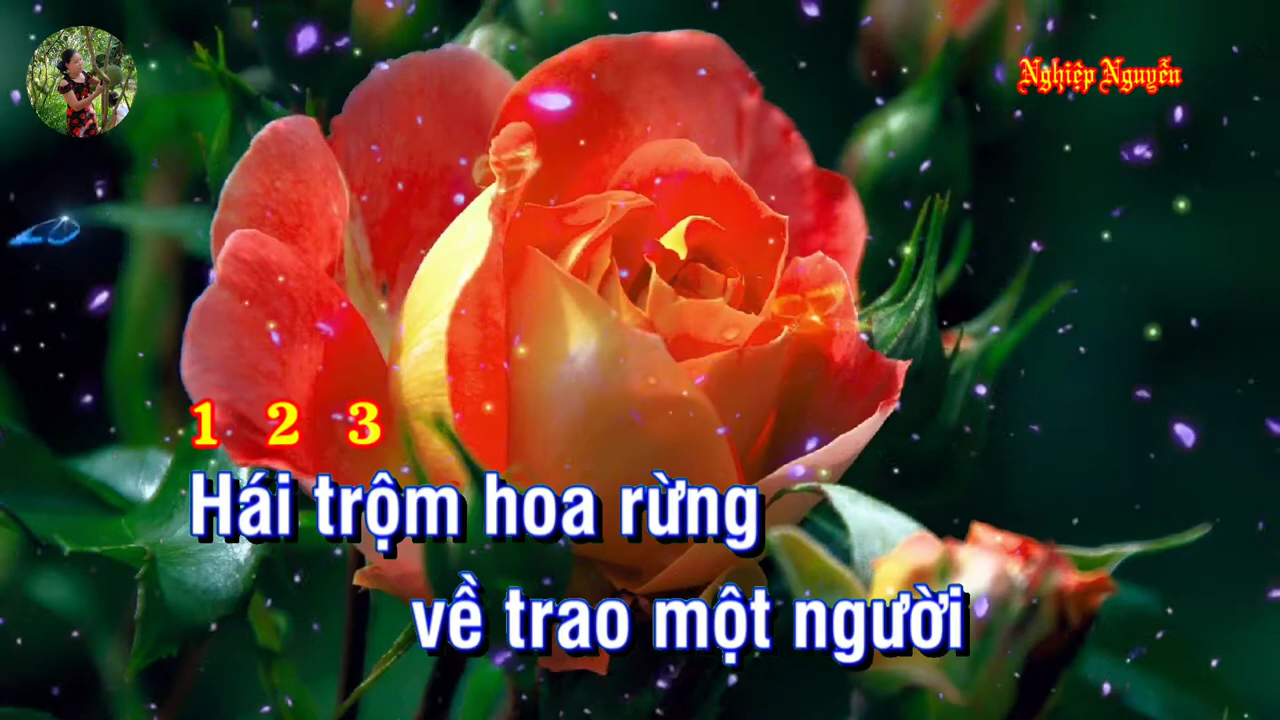 Nghiệp Nguyễn
1 2 3
Hái trộm hoa rừng
về trao một người